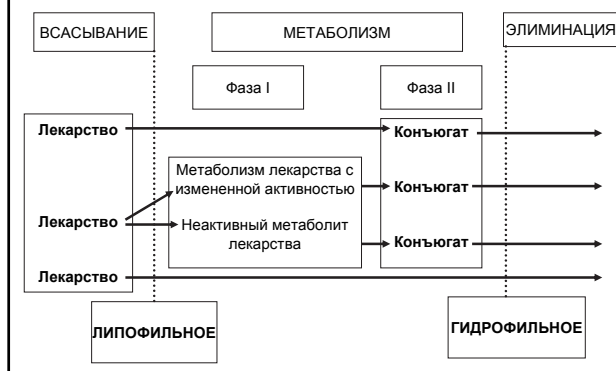 ВСАСЫВАНИЕ
МЕТАБОЛИЗМ
ЭЛИМИНАЦИЯ
Фаза I
Фаза II
Лекарство
Конъюгат
Метаболизм лекарства с
измененной активностью
Конъюгат
Лекарство
Неактивный метаболит
лекарства
Конъюгат
Лекарство
ЛИПОФИЛЬНОЕ
ГИДРОФИЛЬНОЕ